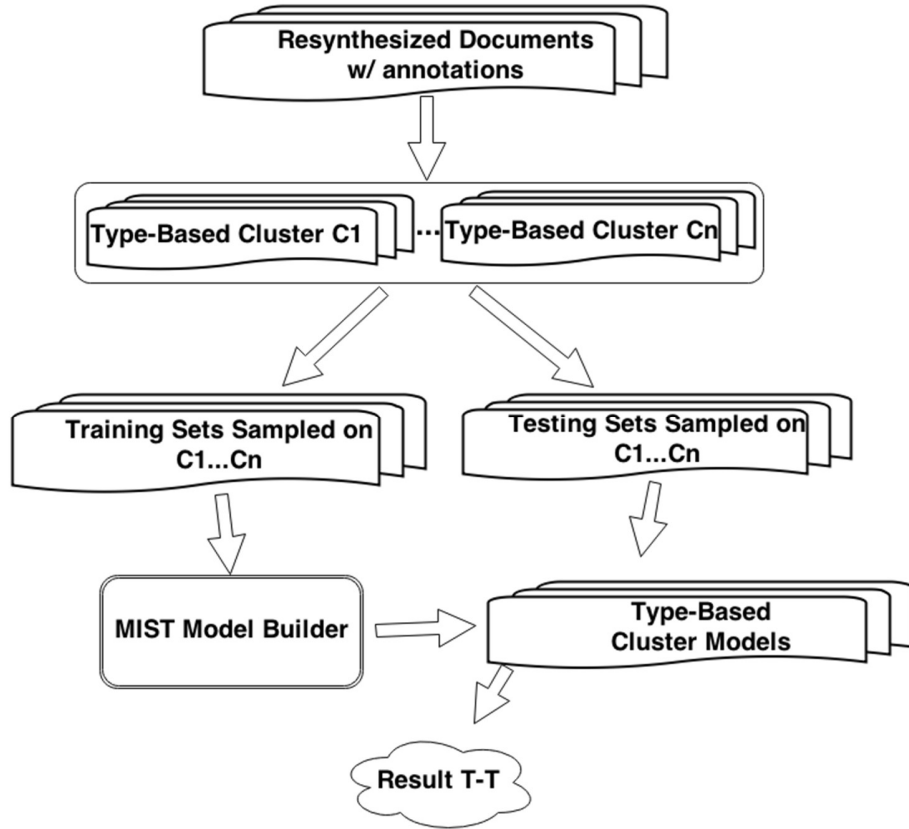 Resynthesized Documents
w/ annotations
Type-Based Cluster C1 ... Type-Based Cluster Cn
Training Sets Sampled on
C1...Cn
Testing Sets Sampled on
C1...Cn
MIST Model Builder
Type-Based
Cluster Models
Result T-T